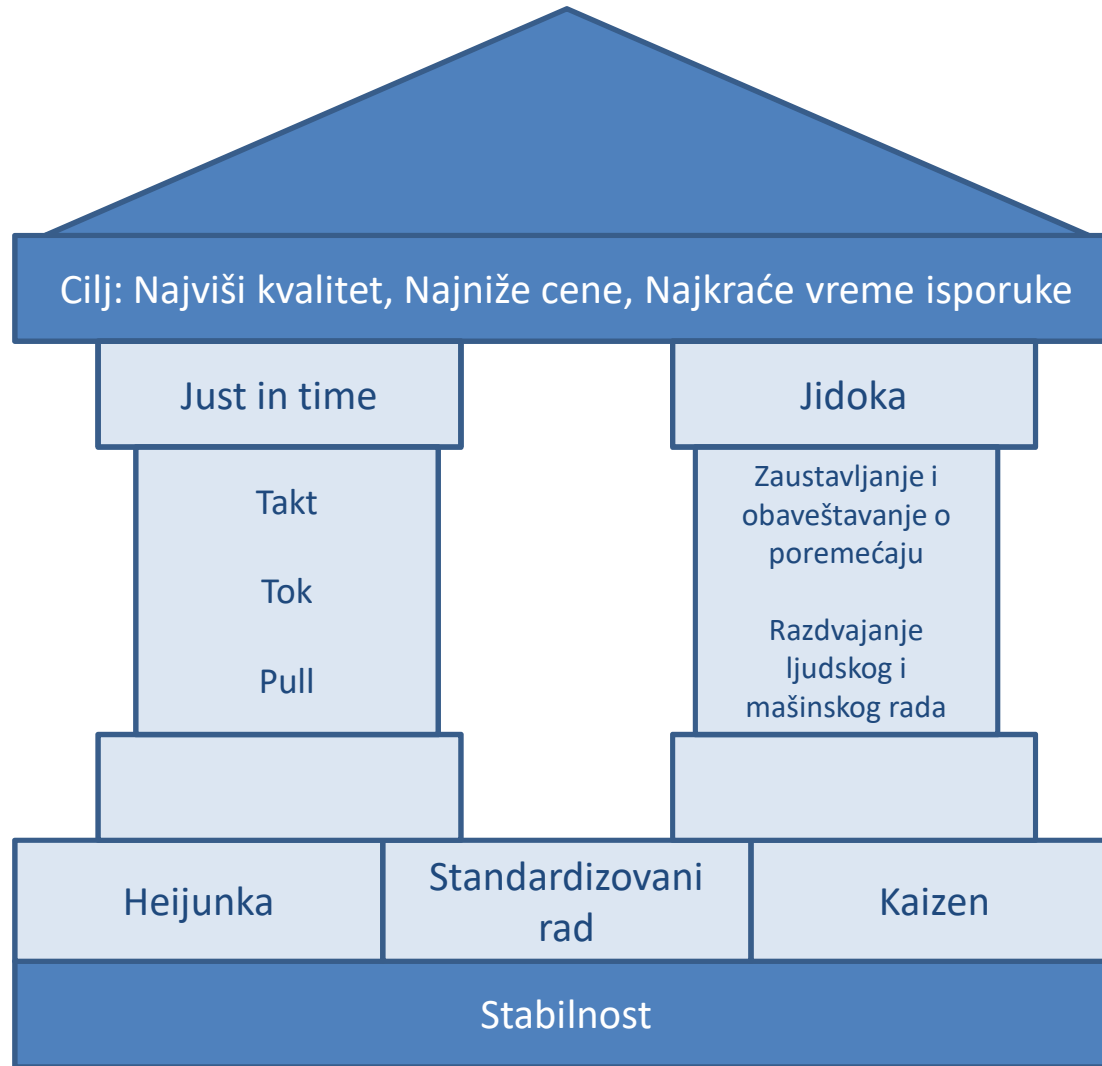 Cilj: Najviši kvalitet, Najniže cene, Najkraće vreme isporuke
Just in time
Takt
Tok
Pull
Jidoka
Zaustavljanje i
obaveštavanje o
poremećaju
Razdvajanje
ljudskog i
mašinskog rada
Heijunka
Standardizovani
rad
Kaizen
Stabilnost